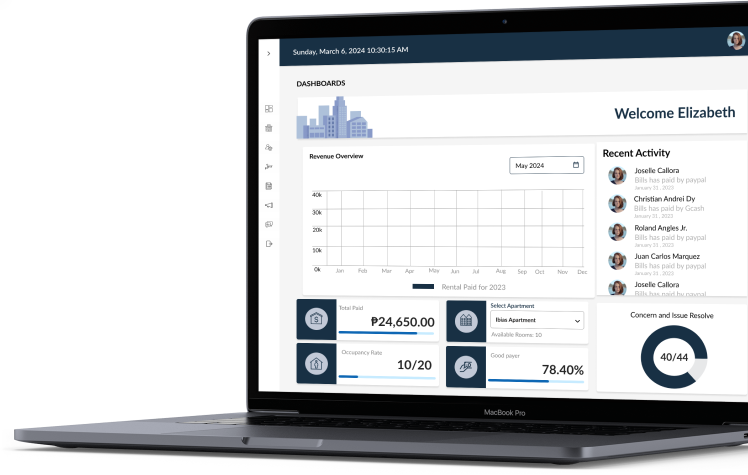 Sunday, March 6, 2024 10:30:15 AM
DASHBOARDS
Welcome Elizabeth
Revenue Overview
May 2024
40k
30k
20k
10k
0k
Jan Feb Mar Apr May Jun Jul Aug Sep Oct Nov Dec
Rental Paid for 2023
Recent Activity
Joselle Callora
Bills has paid by paypal
January 31 , 2023
Christian Andrei Dy
Bills has paid by Gcash
January 31 , 2023
Roland Angles Jr.
Bills has paid by paypal
January 31 , 2023
Juan Carlos Marquez
Bills has paid by paypal
January 31 , 2023
Joselle Callora
Bills has paid by paypal
Total Paid
₱24,650.00
Select Apartment
Ibias Apartment
Available Rooms: 10
Occupancy Rate
10/20
Good payer
78.40%
Concern and Issue Resolve
40/44
MacBook Pro